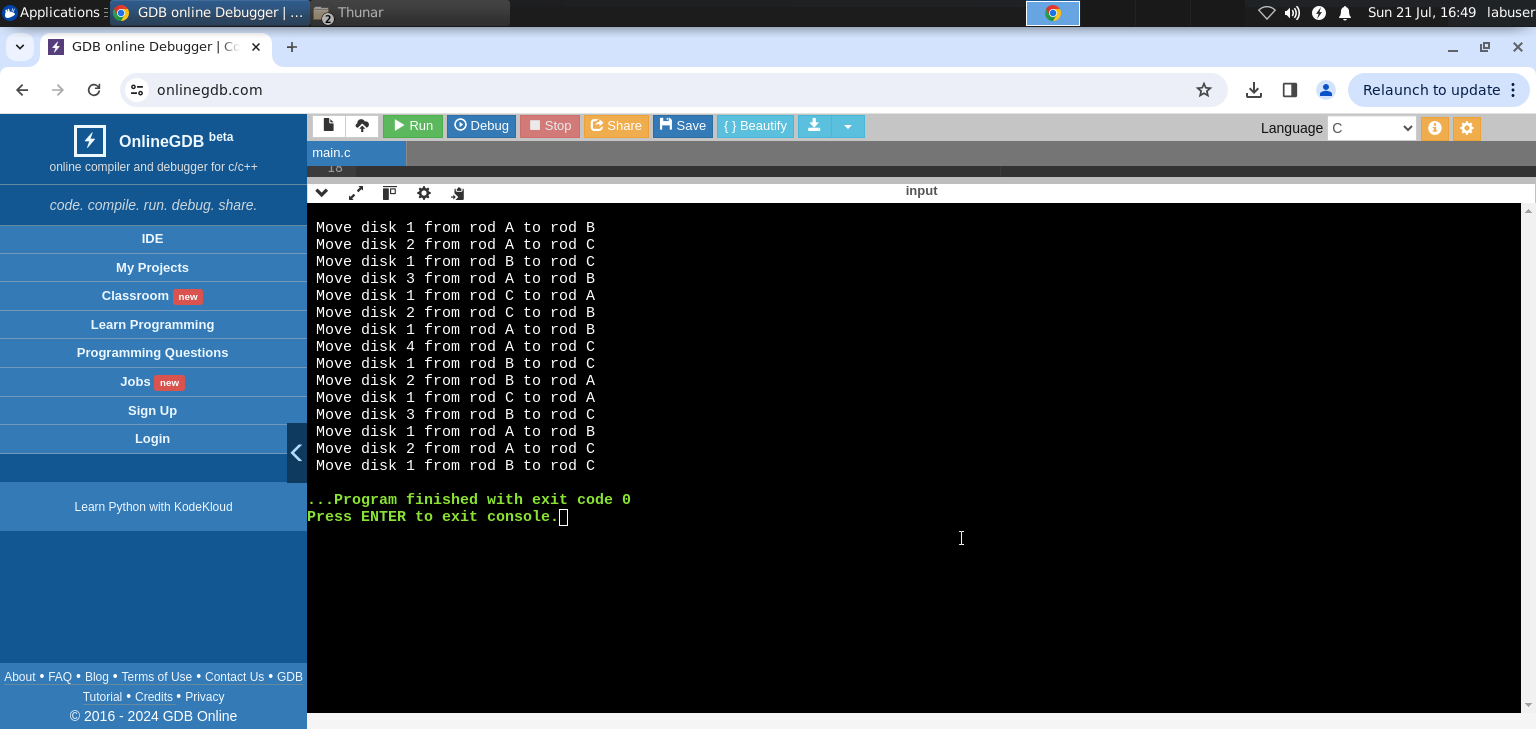 Applications GDB online Debugger | ... 2 Thunar Sun 21 Jul, 16:49 labuser
GDB online Debugger | Co
onlinegdb.com Relaunch to update
OnlineGDB beta
online compiler and debugger for c/c++
code. compile. run. debug. share.
IDE
My Projects
Classroom new
Learn Programming
Programming Questions
Jobs new
Sign Up
Login
Learn Python with KodeKloud
About • FAQ • Blog • Terms of Use • Contact Us • GDB
Tutorial • Credits • Privacy
© 2016 - 2024 GDB Online
Run Debug Stop Share Save { } Beautify Language C
main.c
18
input
Move disk 1 from rod A to rod B
Move disk 2 from rod A to rod C
Move disk 1 from rod B to rod C
Move disk 3 from rod A to rod B
Move disk 1 from rod C to rod A
Move disk 2 from rod C to rod B
Move disk 1 from rod A to rod B
Move disk 4 from rod A to rod C
Move disk 1 from rod B to rod C
Move disk 2 from rod B to rod A
Move disk 1 from rod C to rod A
Move disk 3 from rod B to rod C
Move disk 1 from rod A to rod B
Move disk 2 from rod A to rod C
Move disk 1 from rod B to rod C
...Program finished with exit code 0
Press ENTER to exit console.